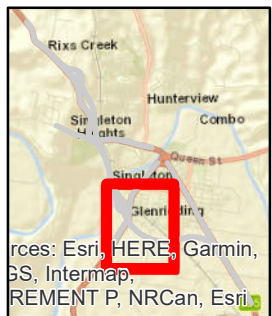 Rixs Creek
Hunterview
Singleton
Heights
Combo
Queen St
Singleton
Glenridding
rces: Esri, HERE, Garmin,
GS, Intermap,
REMENT P, NRCan, Esri